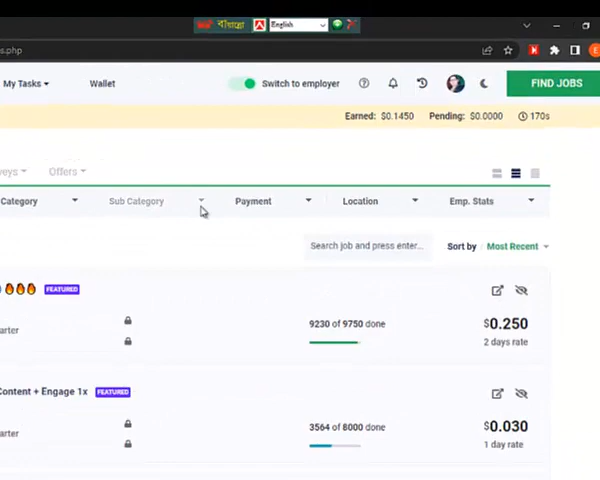 বাংলা English
s.php
My Tasks Wallet Switch to employer FIND JOBS
Earned: $0.1450 Pending: $0.0000 170s
veys Offers
Category Sub Category Payment Location Emp. Stats
Search job and press enter... Sort by Most Recent
FEATURED
arter 9230 of 9750 done $0.250
2 days rate
Content + Engage 1x FEATURED
arter 3564 of 8000 done $0.030
1 day rate